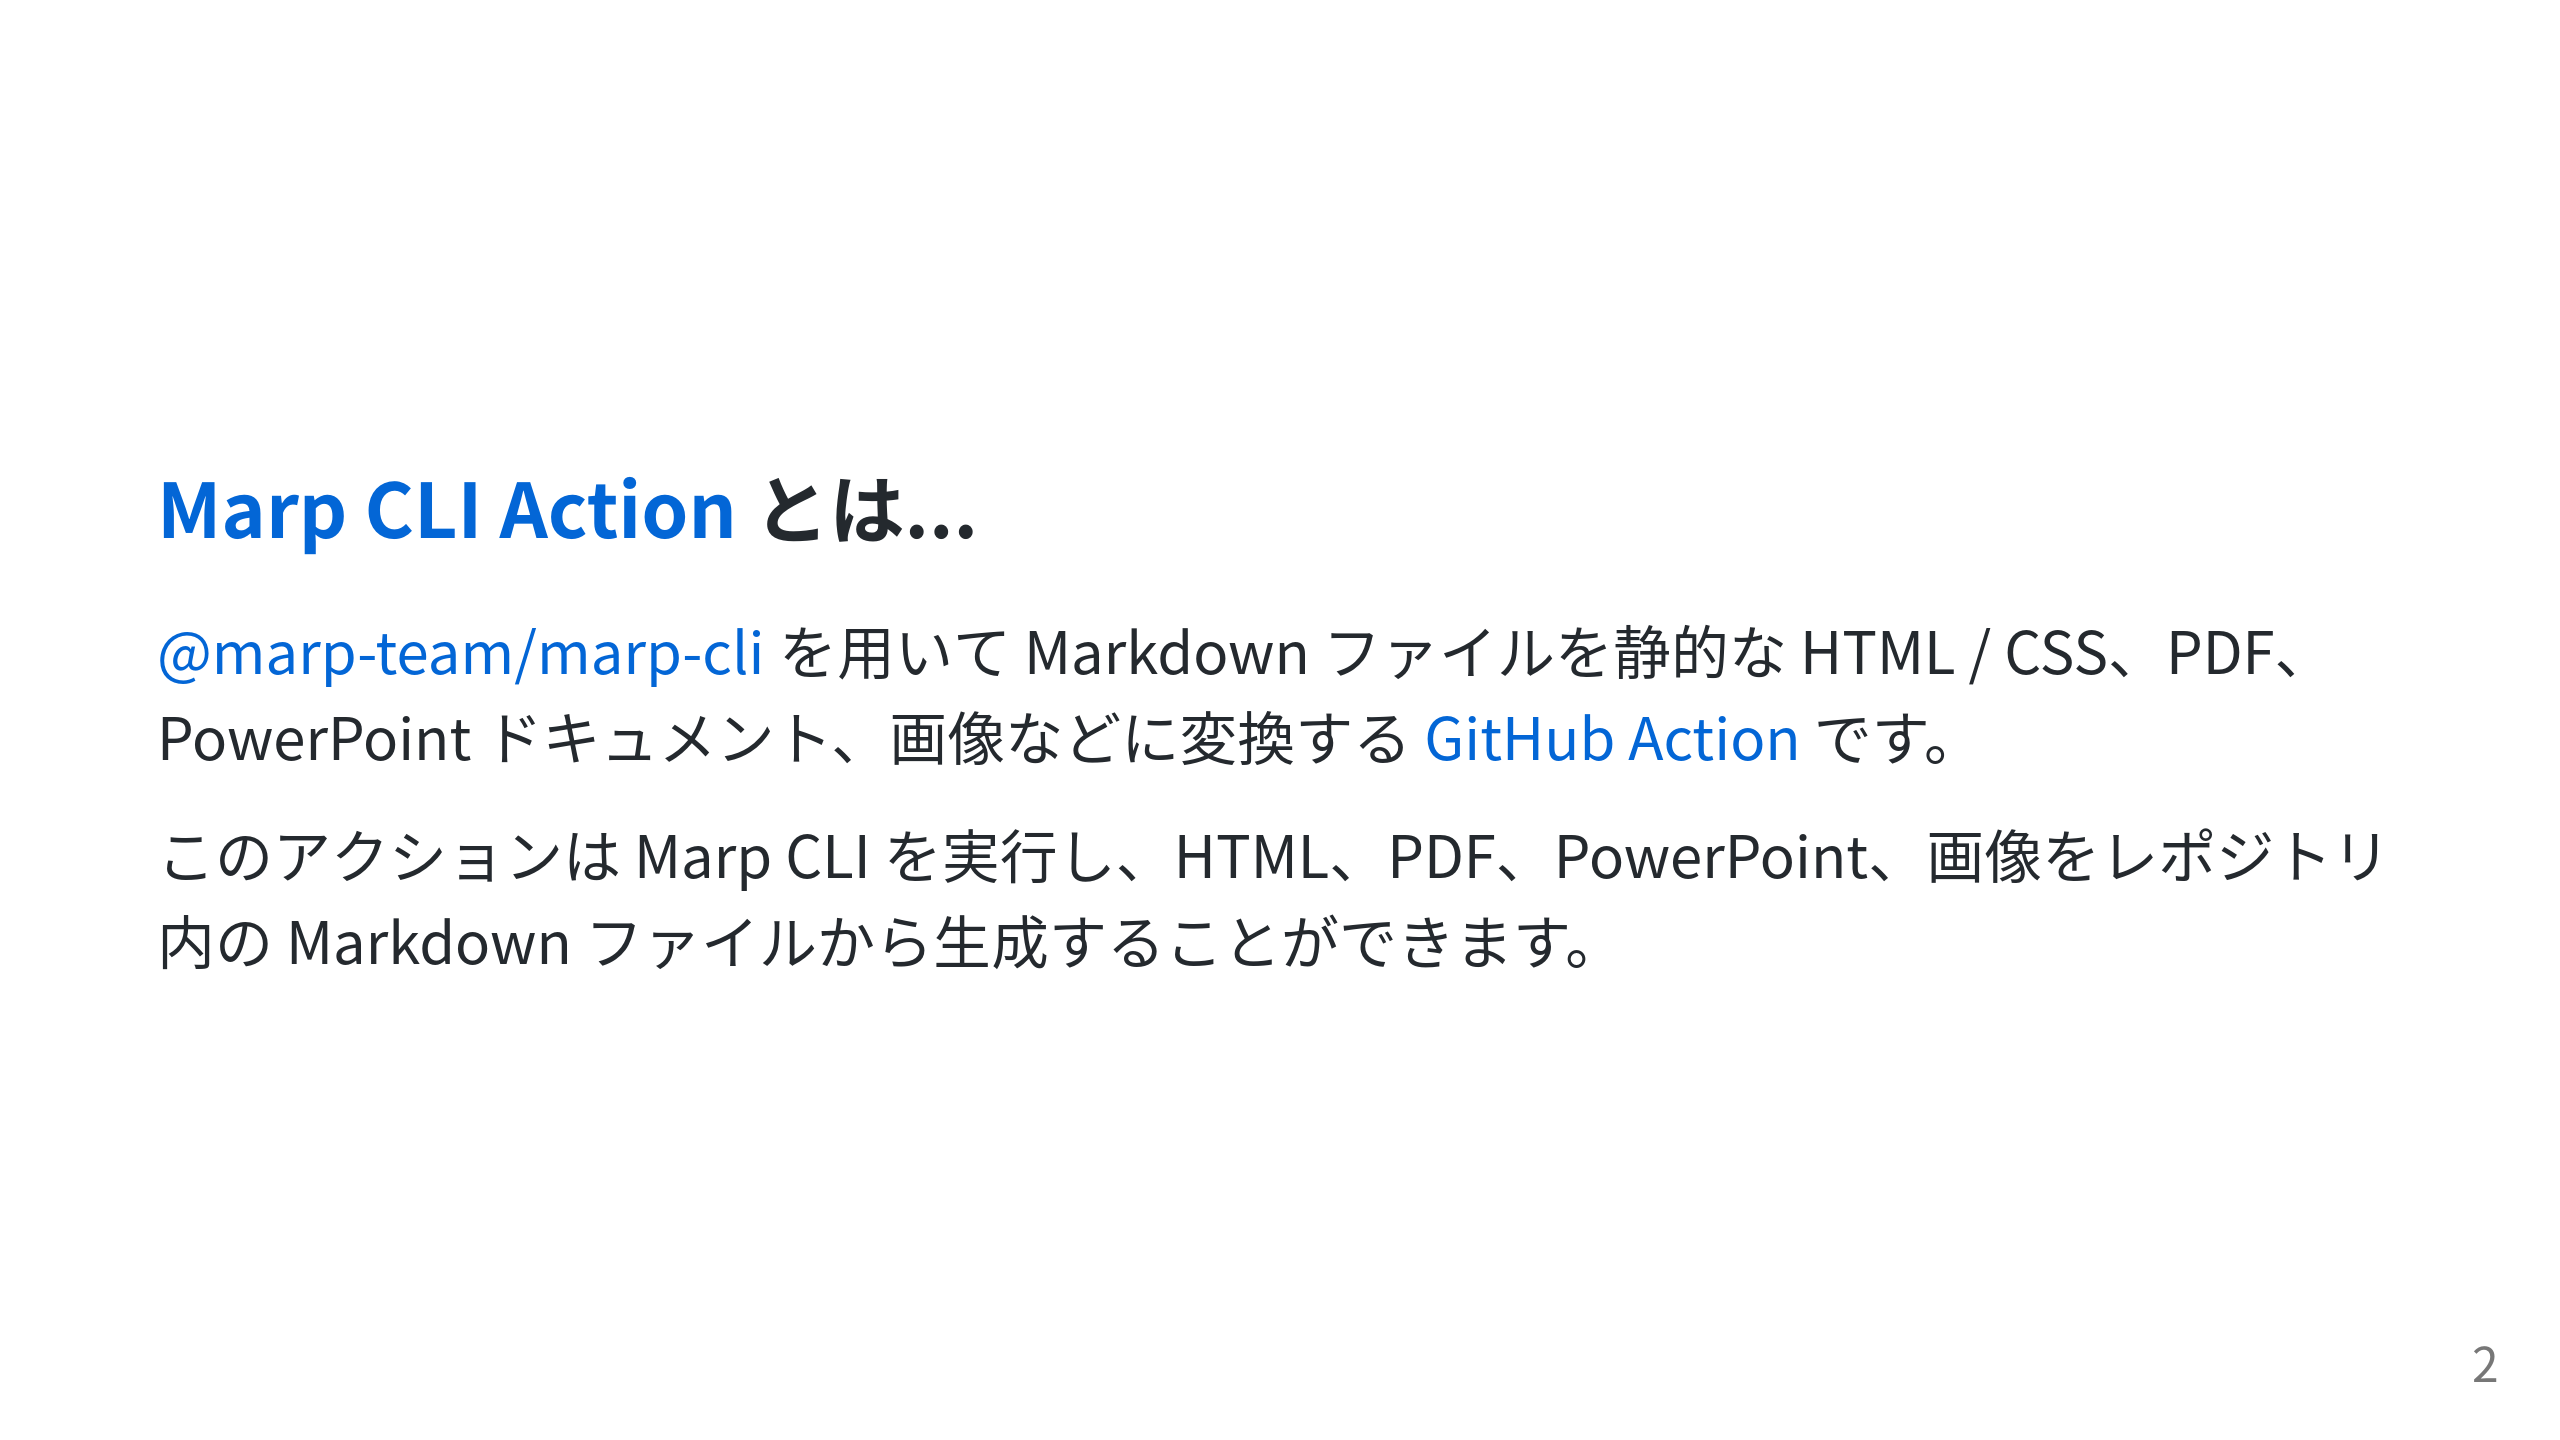 Marp CLI Action とは...
@marp-team/marp-cli を用いて Markdown ファイルを静的な HTML / CSS、PDF、
PowerPoint ドキュメント、画像などに変換する GitHub Action です。
このアクションは Marp CLI を実行し、HTML、PDF、PowerPoint、画像をレポジトリ
内の Markdown ファイルから生成することができます。
2